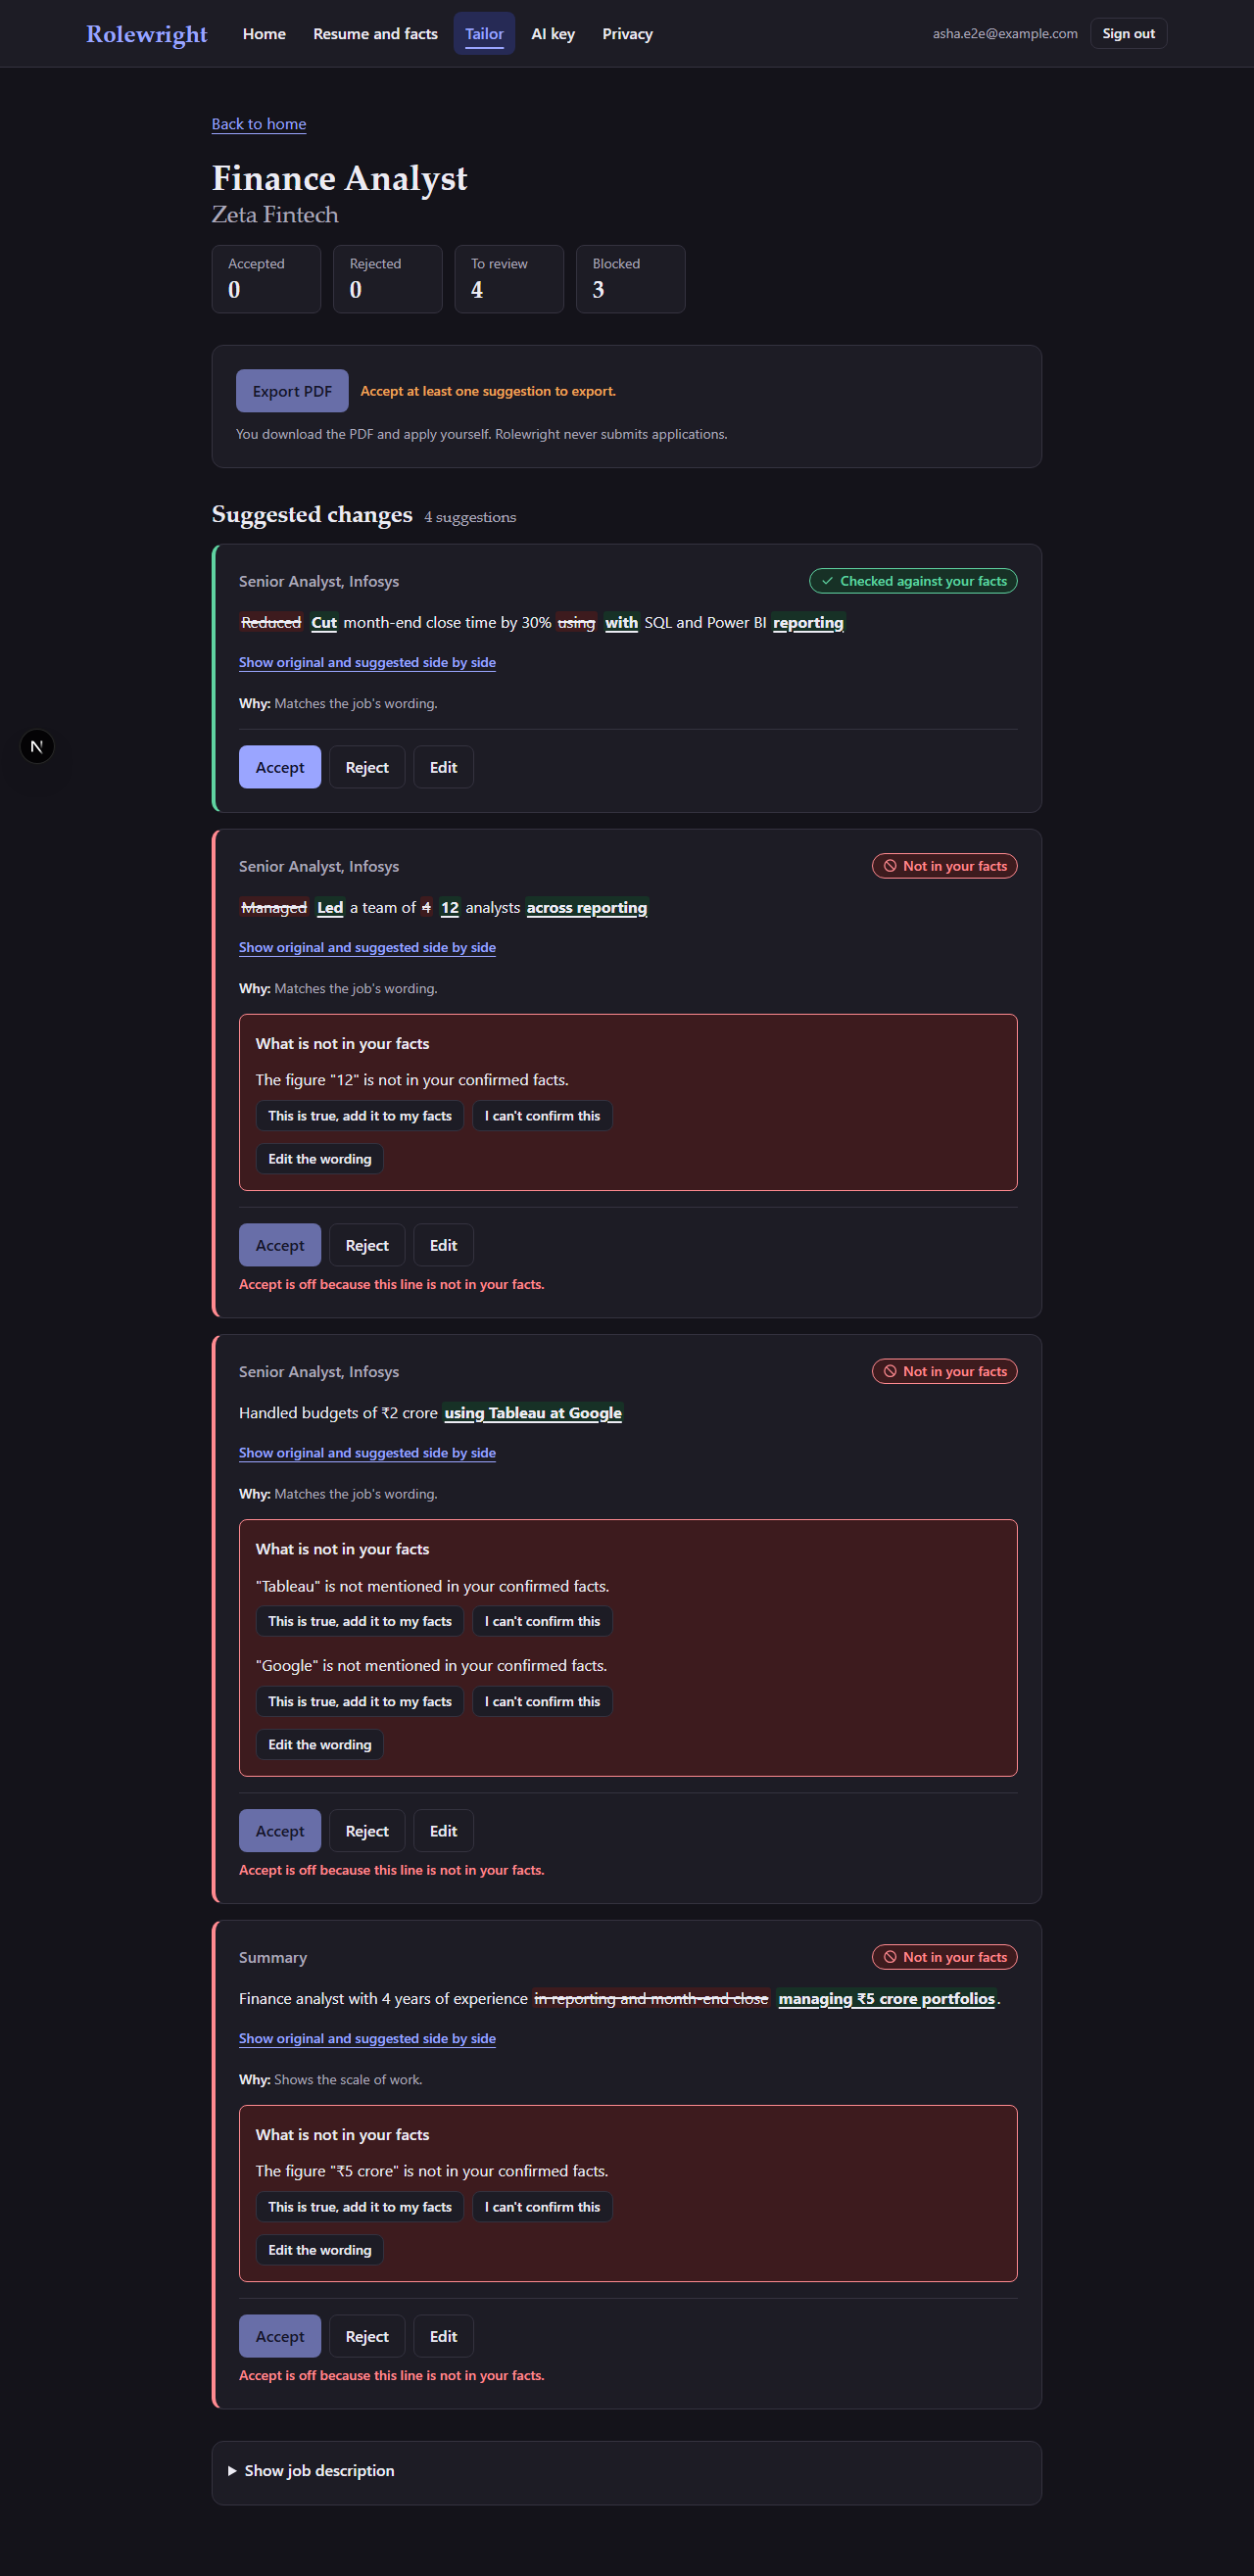 Rolewright Home Resume and facts Tailor AI key Privacy asha.e2e@example.com Sign out
Back to home
Finance Analyst
Zeta Fintech
Accepted Rejected To review Blocked
0 0 4 3
Export PDF Accept at least one suggestion to export.
You download the PDF and apply yourself. Rolewright never submits applications.
Suggested changes 4 suggestions
Senior Analyst, Infosys Checked against your facts
Reduced Cut month-end close time by 30% using with SQL and Power BI reporting
Show original and suggested side by side
Why: Matches the job's wording.
N
Accept Reject Edit
Senior Analyst, Infosys Not in your facts
Managed Led a team of 4 12 analysts across reporting
Show original and suggested side by side
Why: Matches the job's wording.
What is not in your facts
The figure "12" is not in your confirmed facts.
This is true, add it to my facts I can't confirm this
Edit the wording
Accept Reject Edit
Accept is off because this line is not in your facts.
Senior Analyst, Infosys Not in your facts
Handled budgets of ₹2 crore using Tableau at Google
Show original and suggested side by side
Why: Matches the job's wording.
What is not in your facts
"Tableau" is not mentioned in your confirmed facts.
This is true, add it to my facts I can't confirm this
"Google" is not mentioned in your confirmed facts.
This is true, add it to my facts I can't confirm this
Edit the wording
Accept Reject Edit
Accept is off because this line is not in your facts.
Summary Not in your facts
Finance analyst with 4 years of experience in reporting and month-end close managing ₹5 crore portfolios.
Show original and suggested side by side
Why: Shows the scale of work.
What is not in your facts
The figure "₹5 crore" is not in your confirmed facts.
This is true, add it to my facts I can't confirm this
Edit the wording
Accept Reject Edit
Accept is off because this line is not in your facts.
Show job description